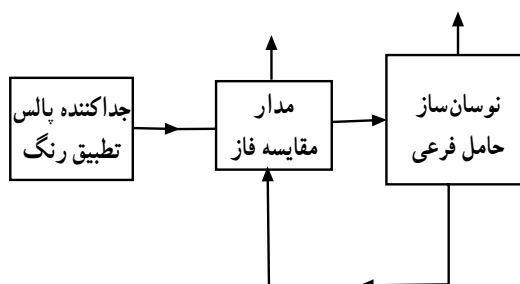 جداکننده پالس
تطبیق رنگ
مدار
مقایسه فاز
نوسان‌ساز
حامل فرعی